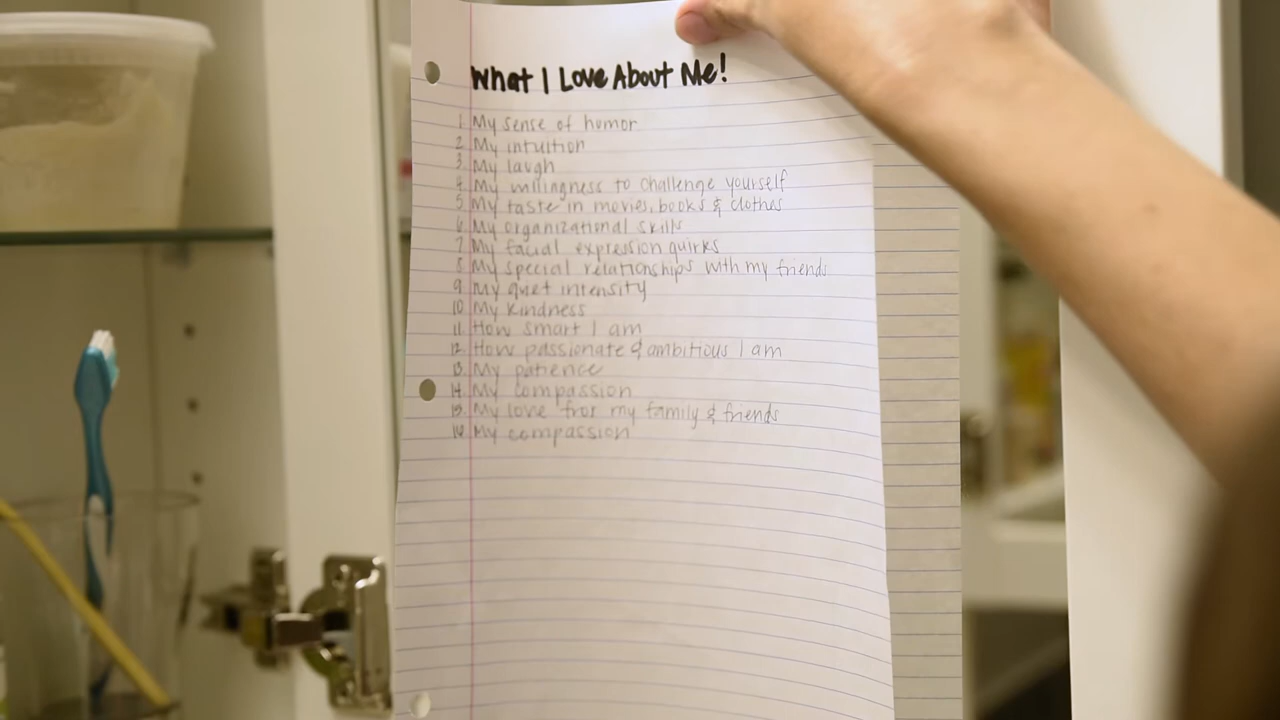 What I Love About Me!
1. My sense of humor
2. My intuition
3. My laugh
4. My willingness to challenge yourself
5. My taste in movies, books & clothes
6. My organizational skills
7. My facial expression quirks
8. My special relationships with my friends
9. My quiet intensity
10. My kindness
11. How smart I am
12. How passionate & ambitious I am
13. My patience
14. My compassion
15. My love fror my family & friends
16. My compassion